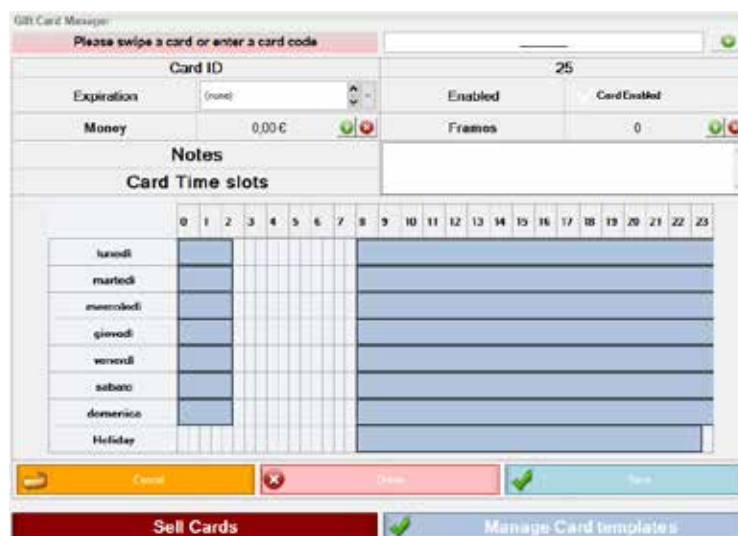 Gift Card Manager
Please swipe a card or enter a card code
Card ID 25
Expiration (none) Enabled Card Enabled
Money 0,00 € Frames 0
Notes
Card Time slots
0 1 2 3 4 5 6 7 8 9 10 11 12 13 14 15 16 17 18 19 20 21 22 23
lunedì
martedì
mercoledì
giovedì
venerdì
sabato
domenica
Holiday
Cancel Save
Sell Cards Manage Card templates